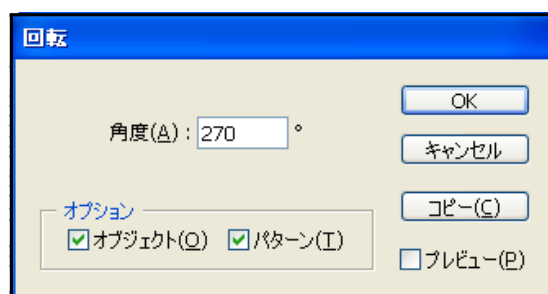 回転
角度(A) : 270 °
OK
キャンセル
コピー(C)
プレビュー(P)
オプション
オブジェクト(O) パターン(T)